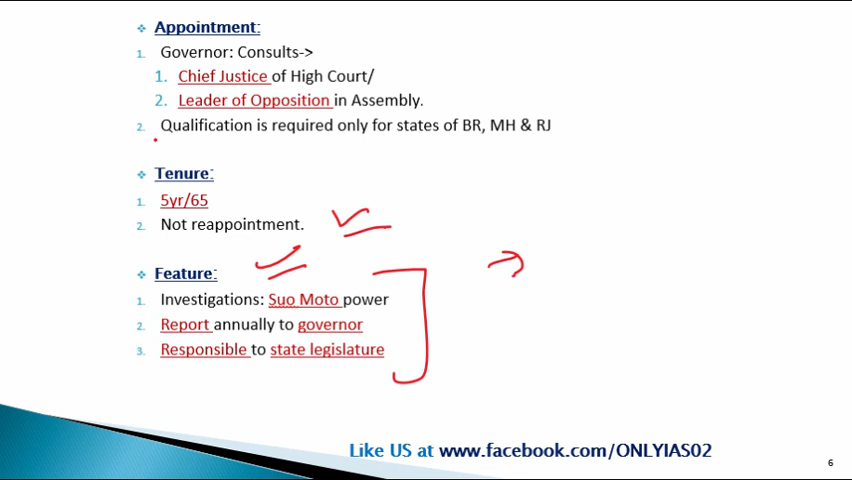 ❖ Appointment:
1. Governor: Consults->
1. Chief Justice of High Court/
2. Leader of Opposition in Assembly.
2. Qualification is required only for states of BR, MH & RJ
❖ Tenure:
1. 5yr/65
2. Not reappointment.
❖ Feature:
1. Investigations: Suo Moto power
2. Report annually to governor
3. Responsible to state legislature
Like US at www.facebook.com/ONLYIAS02
6